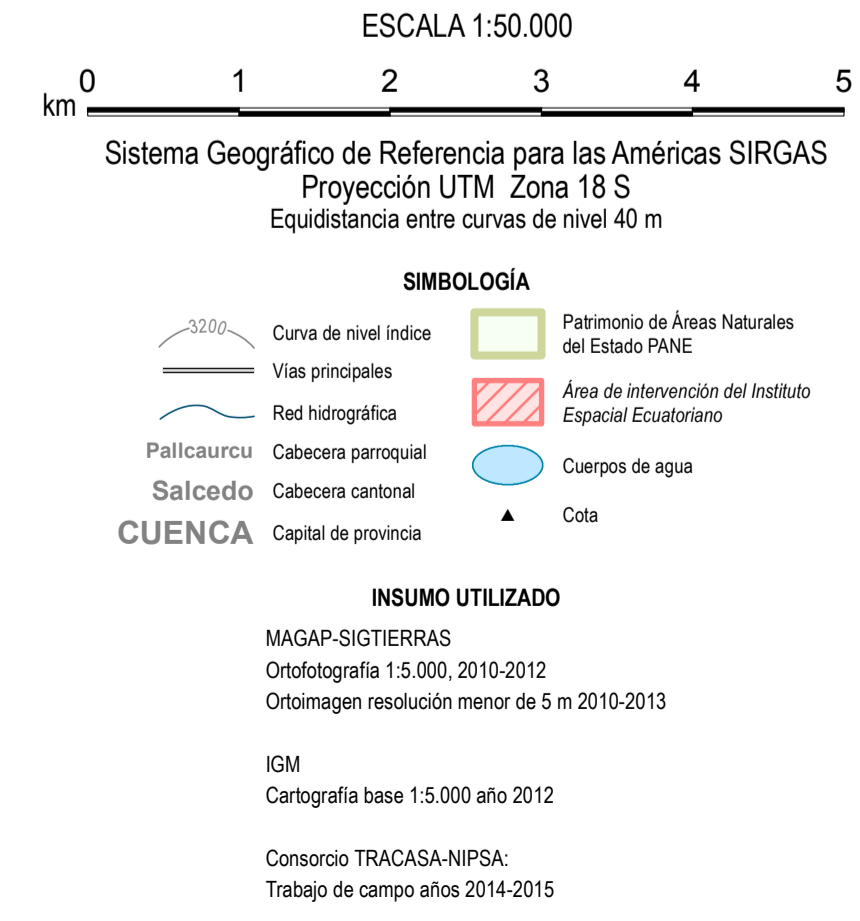 ESCALA 1:50.000
0 1 2 3 4 5
km
Sistema Geográfico de Referencia para las Américas SIRGAS
Proyección UTM Zona 18 S
Equidistancia entre curvas de nivel 40 m
SIMBOLOGÍA
3200
Curva de nivel índice
Vías principales
Red hidrográfica
Pallcaurcu Cabecera parroquial
Salcedo Cabecera cantonal
CUENCA Capital de provincia
Patrimonio de Áreas Naturales
del Estado PANE
Área de intervención del Instituto
Espacial Ecuatoriano
Cuerpos de agua
Cota
INSUMO UTILIZADO
MAGAP-SIGTIERRAS
Ortofotografía 1:5.000, 2010-2012
Ortoimagen resolución menor de 5 m 2010-2013
IGM
Cartografía base 1:5.000 año 2012
Consorcio TRACASA-NIPSA:
Trabajo de campo años 2014-2015